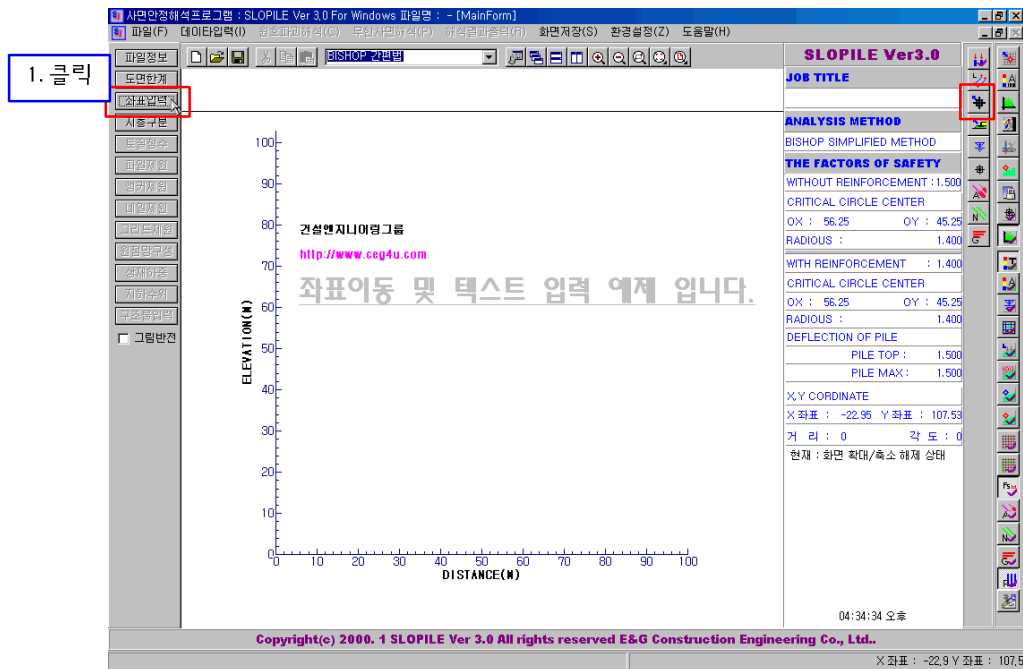 사면안정해석프로그램 : SLOPILE Ver 3,0 For Windows 파일명 : - [MainForm]
파일(F) 데이타입력(I) 원호파괴해석(C) 무한사면해석(P) 해석결과출력(R) 화면저장(S) 환경설정(Z) 도움말(H)
1. 클릭
파일정보
도면한계
좌표입력
지층구분
토질정수
파일제원
앵커제원
네일제원
그리드제원
원점망구성
상재하중
지하수위
구조물입력
그림반전
BISHOP 간편법
건설엔지니어링그룹
http://www.ceg4u.com
좌표이동 및 텍스트 입력 예제 입니다.
ELEVATION(M)
100
90
80
70
60
50
40
30
20
10
0
0 10 20 30 40 50 60 70 80 90 100
DISTANCE(M)
SLOPILE Ver3.0
JOB TITLE
ANALYSIS METHOD
BISHOP SIMPLIFIED METHOD
THE FACTORS OF SAFETY
WITHOUT REINFORCEMENT : 1.500
CRITICAL CIRCLE CENTER
OX : 56.25 OY : 45.25
RADIOUS : 1.400
WITH REINFORCEMENT : 1.400
CRITICAL CIRCLE CENTER
OX : 56.25 OY : 45.25
RADIOUS : 1.400
DEFLECTION OF PILE
PILE TOP : 1.500
PILE MAX : 1.500
X,Y CORDINATE
X 좌표 : -22.95 Y 좌표 : 107.53
거 리 : 0 각 도 : 0
현재 : 화면 확대/축소 해제 상태
04:34:34 오후
Copyright(c) 2000. 1 SLOPILE Ver 3.0 All rights reserved E&G Construction Engineering Co., Ltd..
X 좌표 : -22,9 Y 좌표 : 107,5